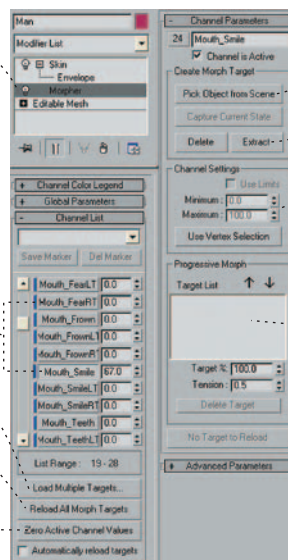 Man
Modifier List
Skin
Envelope
Morpher
Editable Mesh
+ Channel Color Legend
+ Global Parameters
- Channel List
Save Marker Del Marker
Mouth_FearLT 0.0
Mouth_FearRT 0.0
Mouth_Frown 0.0
Mouth_FrownLT 0.0
Mouth_FrownRT 0.0
Mouth_Smile 67.0
Mouth_SmileLT 0.0
Mouth_SmileRT 0.0
Mouth_Teeth 0.0
Mouth_TeethLT 0.0
List Range: 19 - 28
Load Multiple Targets...
Reload All Morph Targets
Zero Active Channel Values
Automatically reload targets
- Channel Parameters
24 Mouth_Smile
Channel is Active
Create Morph Target
Pick Object from Scene
Capture Current State
Delete Extract
Channel Settings
Use Limits
Minimum: 0.0
Maximum: 100.0
Use Vertex Selection
Progressive Morph
Target List
Target %: 100.0
Tension: 0.5
Delete Target
No Target to Reload
+ Advanced Parameters